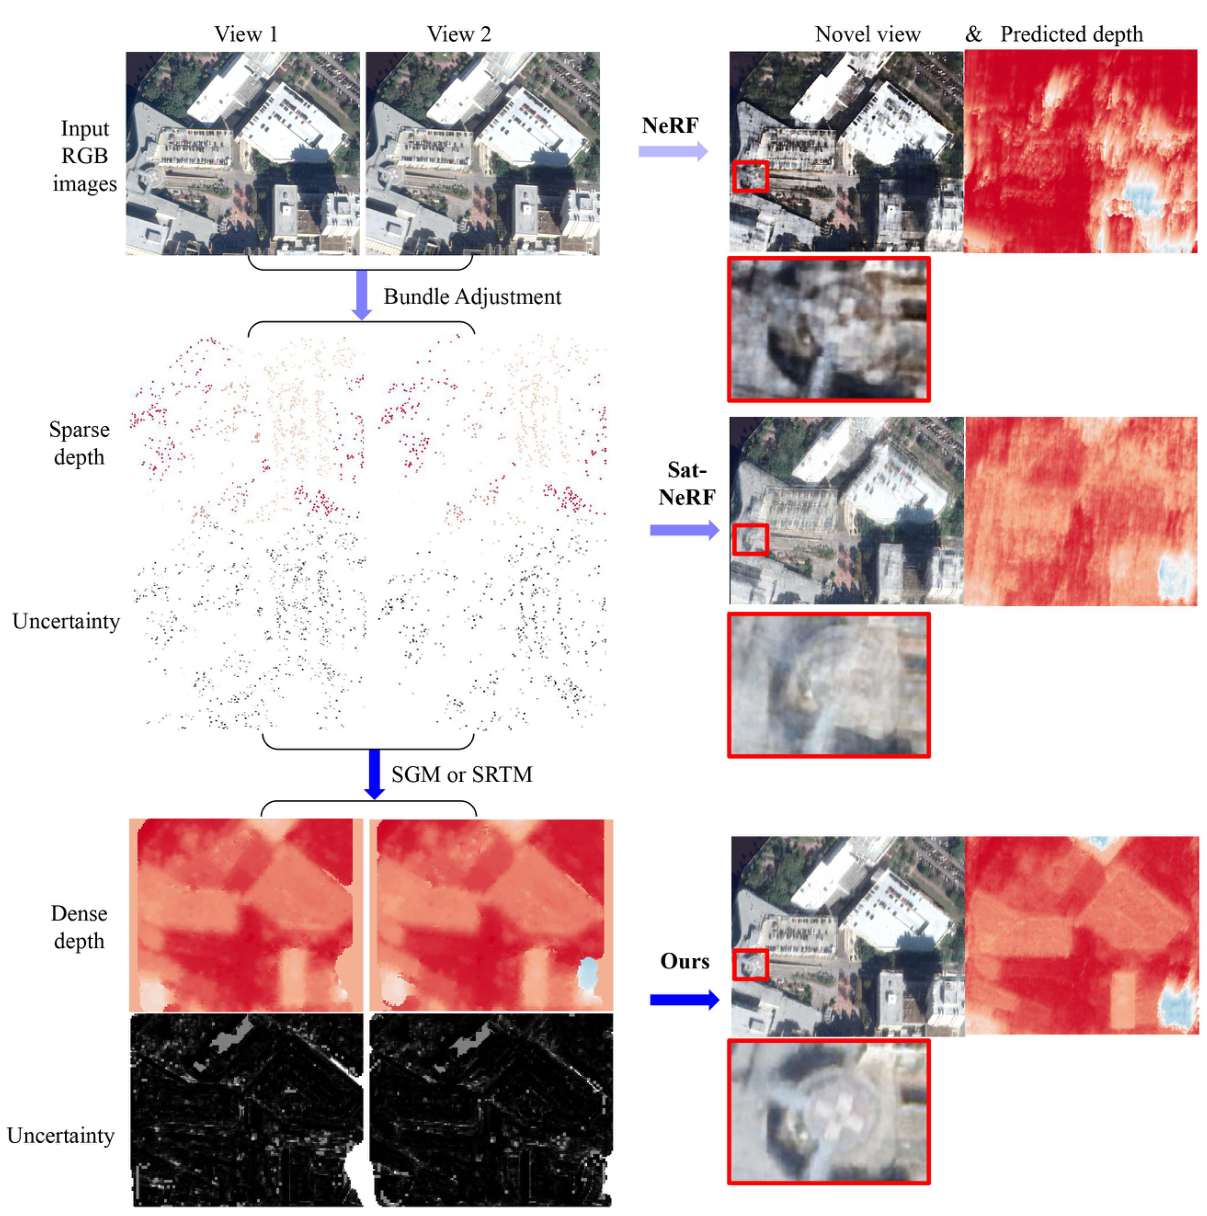 View 1
View 2
Novel view & Predicted depth
Input
RGB
images
NeRF
Bundle Adjustment
Sparse
depth
Sat-
NeRF
Uncertainty
SGM or SRTM
Dense
depth
Ours
Uncertainty